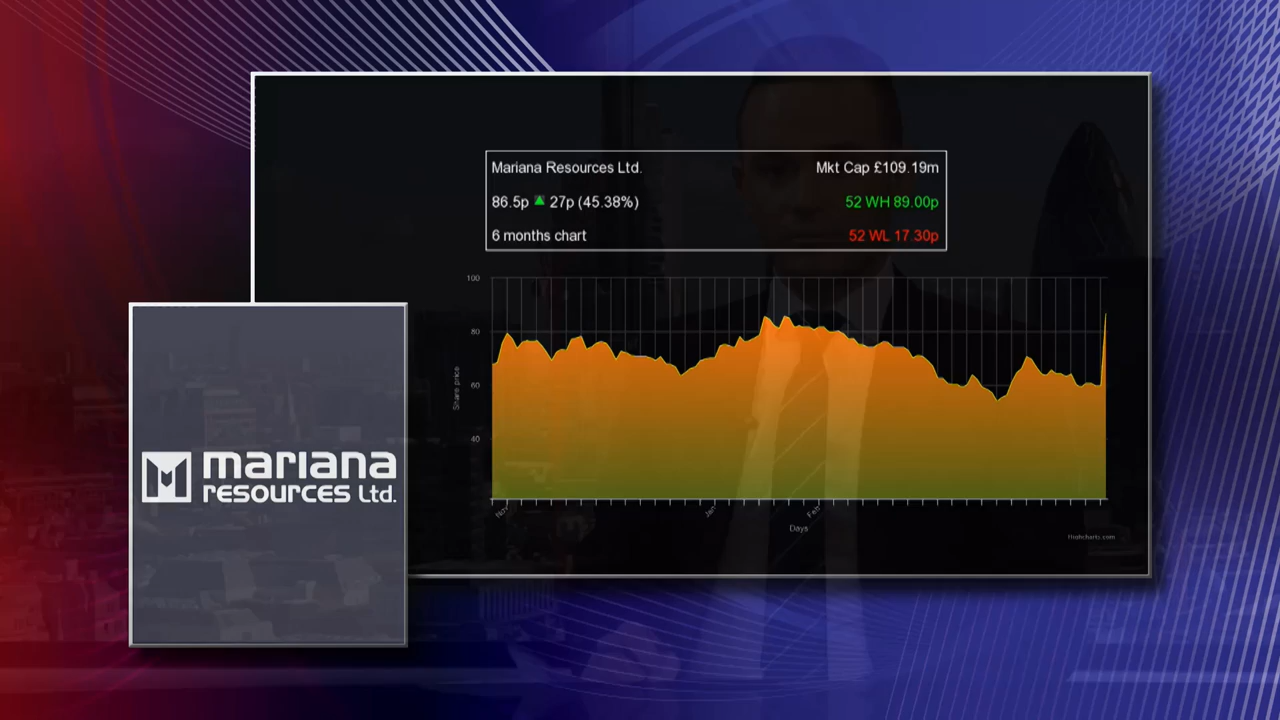 Mariana Resources Ltd.
Mkt Cap £109.19m
86.5p ▲ 27p (45.38%)
52 WH 89.00p
6 months chart
52 WL 17.30p
100
80
60
40
Share price
Nov
Jan
Feb
Days
Highcharts.com
mariana
resources Ltd.